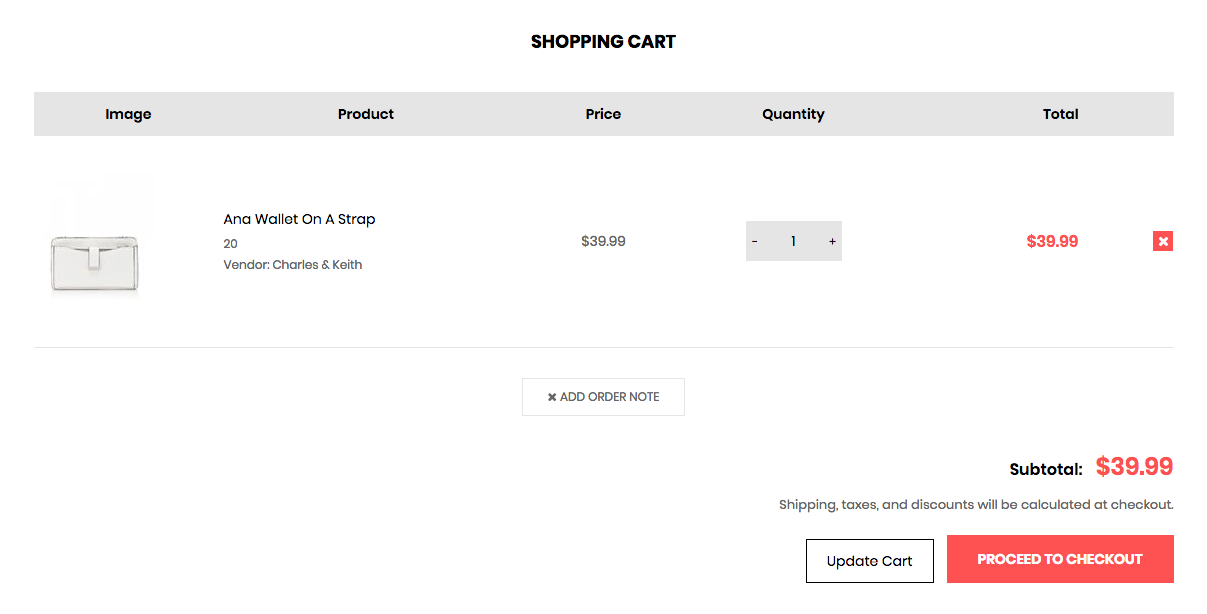 SHOPPING CART
Image Product Price Quantity Total
Ana Wallet On A Strap
20
Vendor: Charles & Keith
$39.99
- 1 +
$39.99
✖
✖ ADD ORDER NOTE
Subtotal: $39.99
Shipping, taxes, and discounts will be calculated at checkout.
Update Cart PROCEED TO CHECKOUT